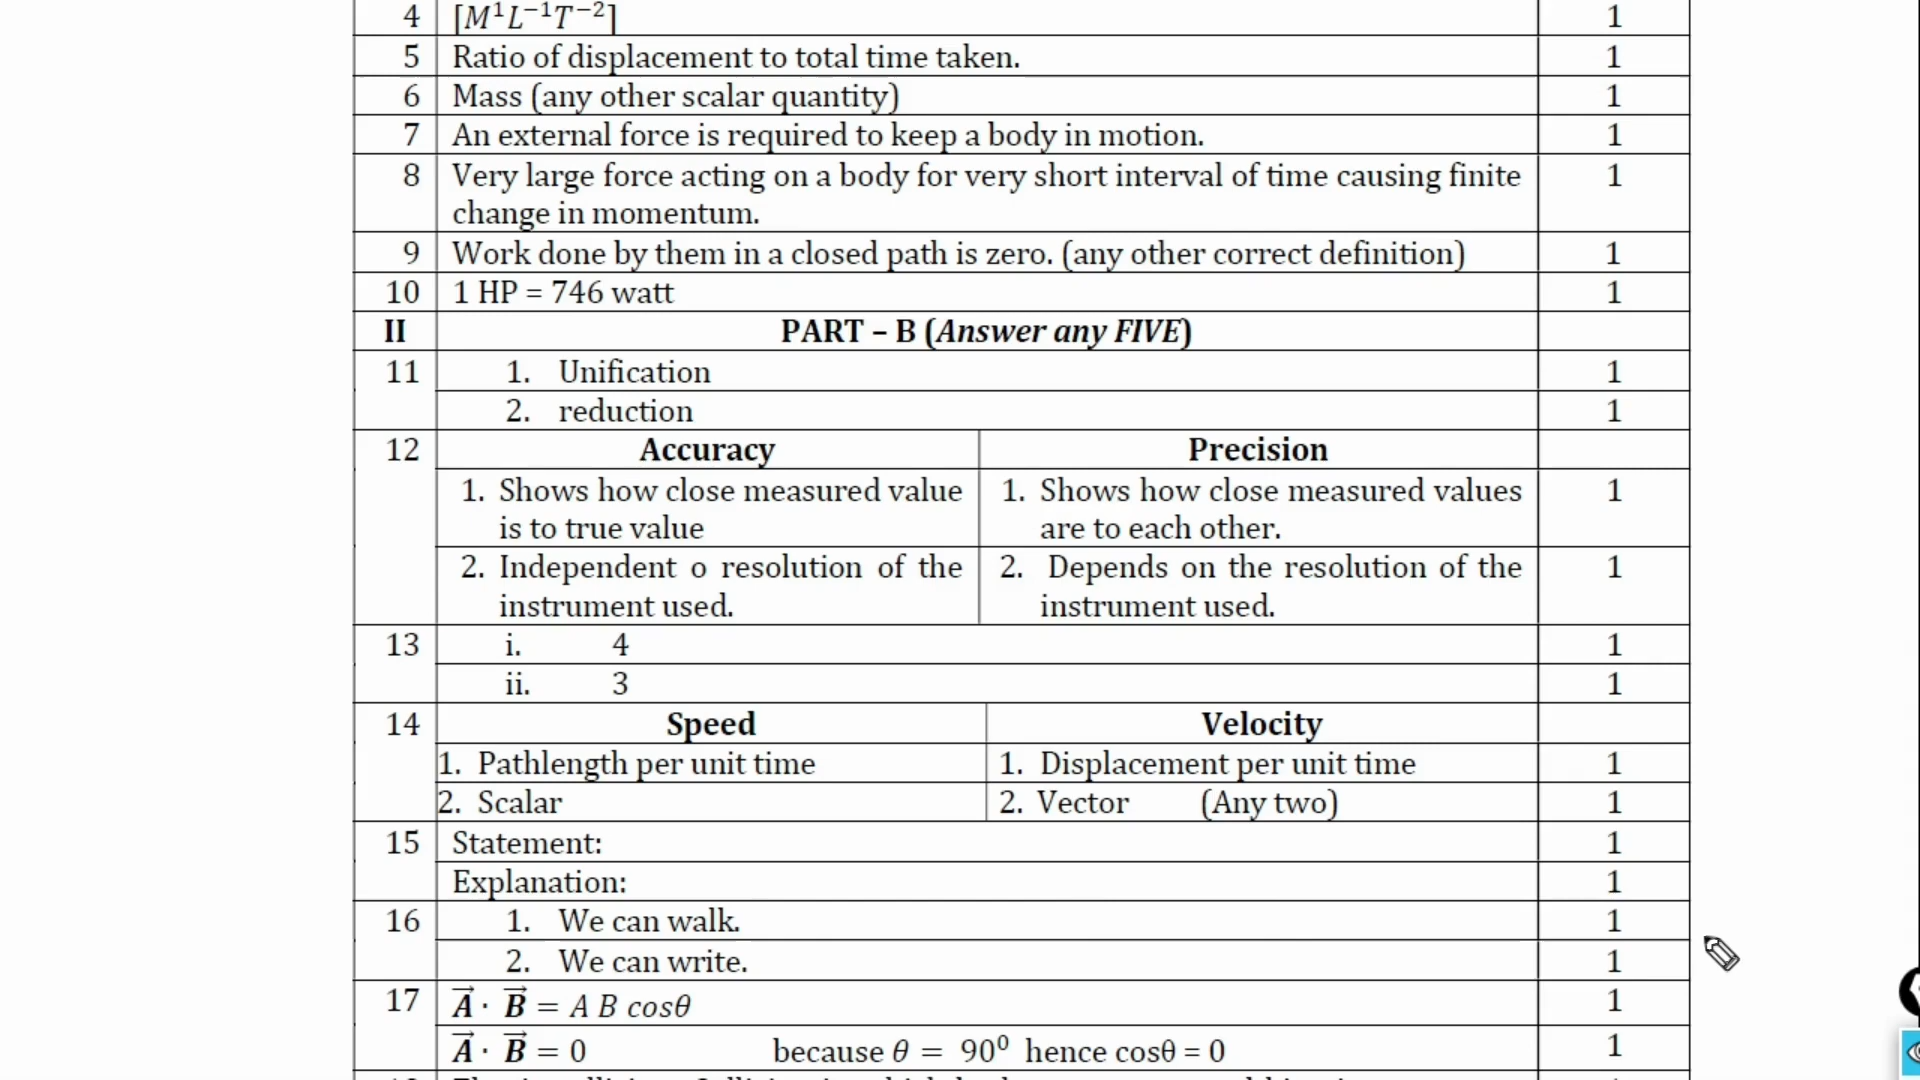 4 [M¹L⁻¹T⁻²] 1
5 Ratio of displacement to total time taken. 1
6 Mass (any other scalar quantity) 1
7 An external force is required to keep a body in motion. 1
8 Very large force acting on a body for very short interval of time causing finite 1
change in momentum.
9 Work done by them in a closed path is zero. (any other correct definition) 1
10 1 HP = 746 watt 1
II PART – B (Answer any FIVE)
11 1. Unification 1
2. reduction 1
12 Accuracy Precision
1. Shows how close measured value 1. Shows how close measured values 1
is to true value are to each other.
2. Independent o resolution of the 2. Depends on the resolution of the 1
instrument used. instrument used.
13 i. 4 1
ii. 3 1
14 Speed Velocity
1. Pathlength per unit time 1. Displacement per unit time 1
2. Scalar 2. Vector (Any two) 1
15 Statement: 1
Explanation: 1
16 1. We can walk. 1
2. We can write. 1
17 A⃗ · B⃗ = A B cosθ 1
A⃗ · B⃗ = 0 because θ = 90⁰ hence cosθ = 0 1